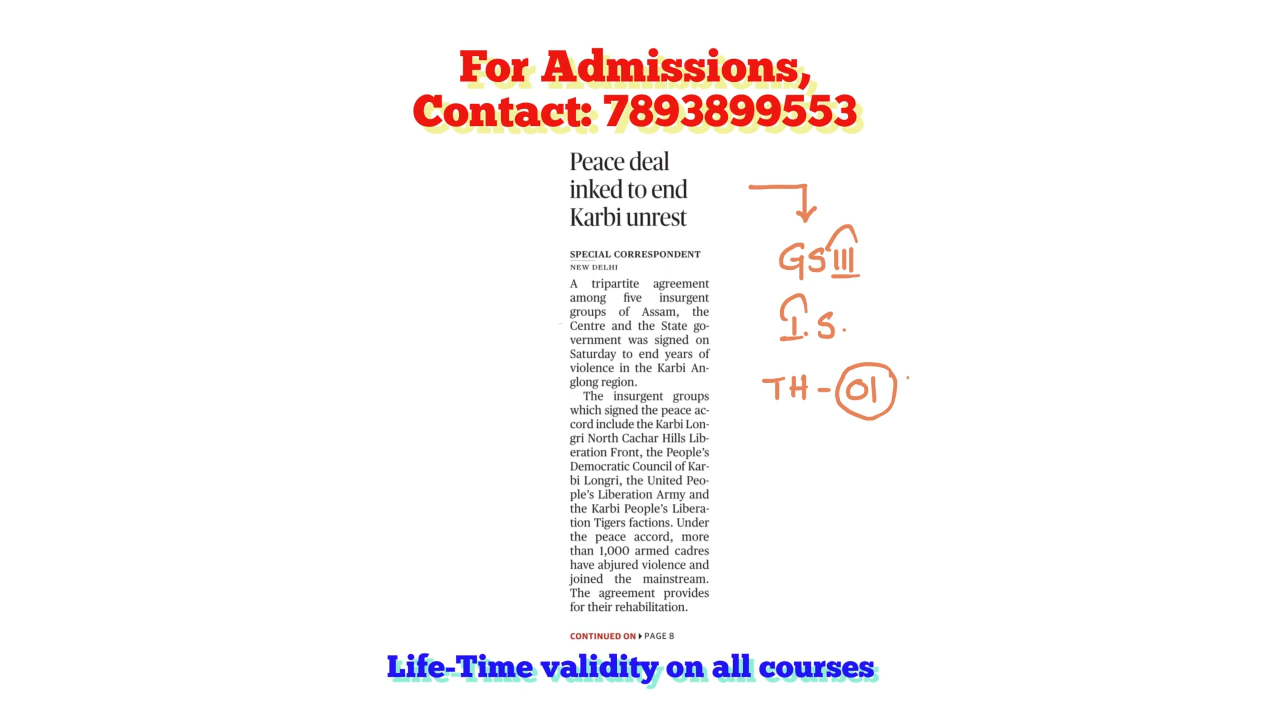 For Admissions,
Contact: 7893899553
Peace deal
inked to end
Karbi unrest
SPECIAL CORRESPONDENT
NEW DELHI
A tripartite agreement
among five insurgent
groups of Assam, the
Centre and the State go-
vernment was signed on
Saturday to end years of
violence in the Karbi An-
glong region.
The insurgent groups
which signed the peace ac-
cord include the Karbi Lon-
gri North Cachar Hills Lib-
eration Front, the People's
Democratic Council of Kar-
bi Longri, the United Peo-
ple's Liberation Army and
the Karbi People's Libera-
tion Tigers factions. Under
the peace accord, more
than 1,000 armed cadres
have abjured violence and
joined the mainstream.
The agreement provides
for their rehabilitation.
CONTINUED ON PAGE 8
GS III
I.S.
TH - 01
Life-Time validity on all courses